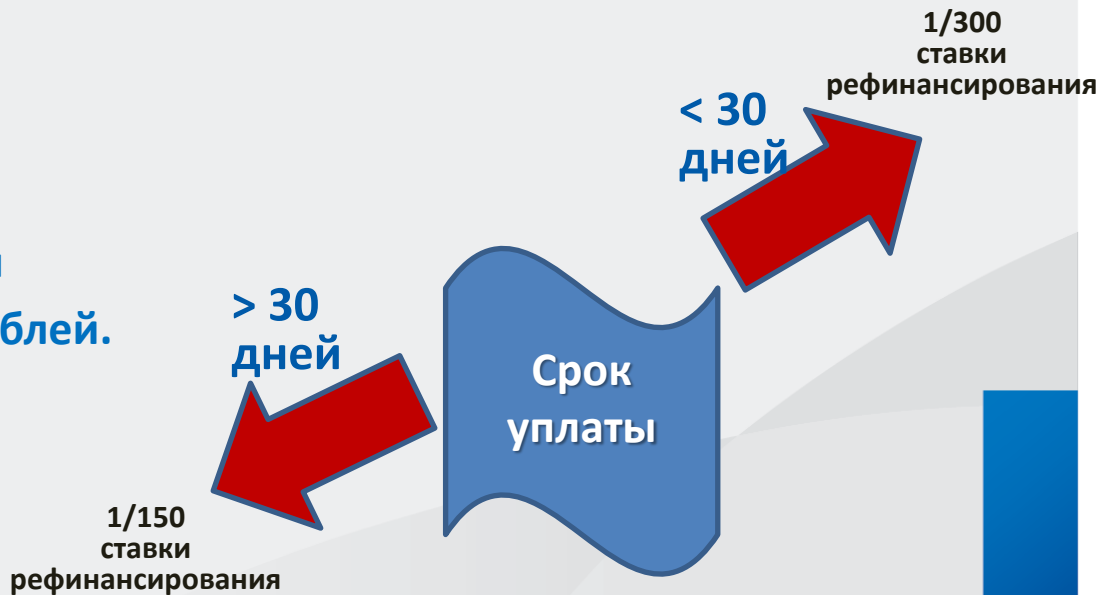 1/300
ставки
рефинансирования
< 30
дней
блей.
> 30
дней
Срок
уплаты
1/150
ставки
рефинансирования